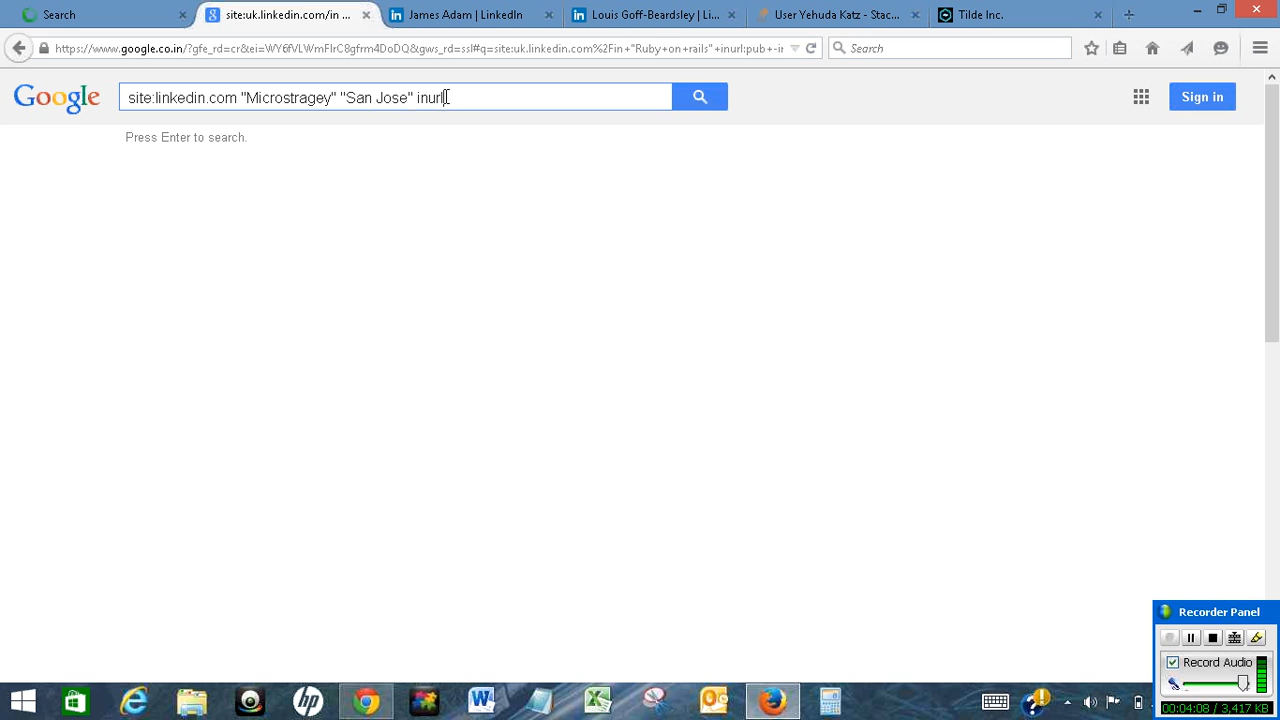 Search
site:uk.linkedin.com/in ...
James Adam | LinkedIn
Louis Goff-Beardsley | Li...
User Yehuda Katz - Stac...
Tilde Inc.
https://www.google.co.in/?gfe_rd=cr&ei=WY6fVLWmFIrC8gfrm4DoDQ&gws_rd=ssl#q=site:uk.linkedin.com%2Fin+"Ruby+on+rails"+inurl:pub+-in
Search
Google
site:linkedin.com "Microstragey" "San Jose" inurl
Sign in
Press Enter to search.
Recorder Panel
Record Audio
00:04:08 / 3,417 KB